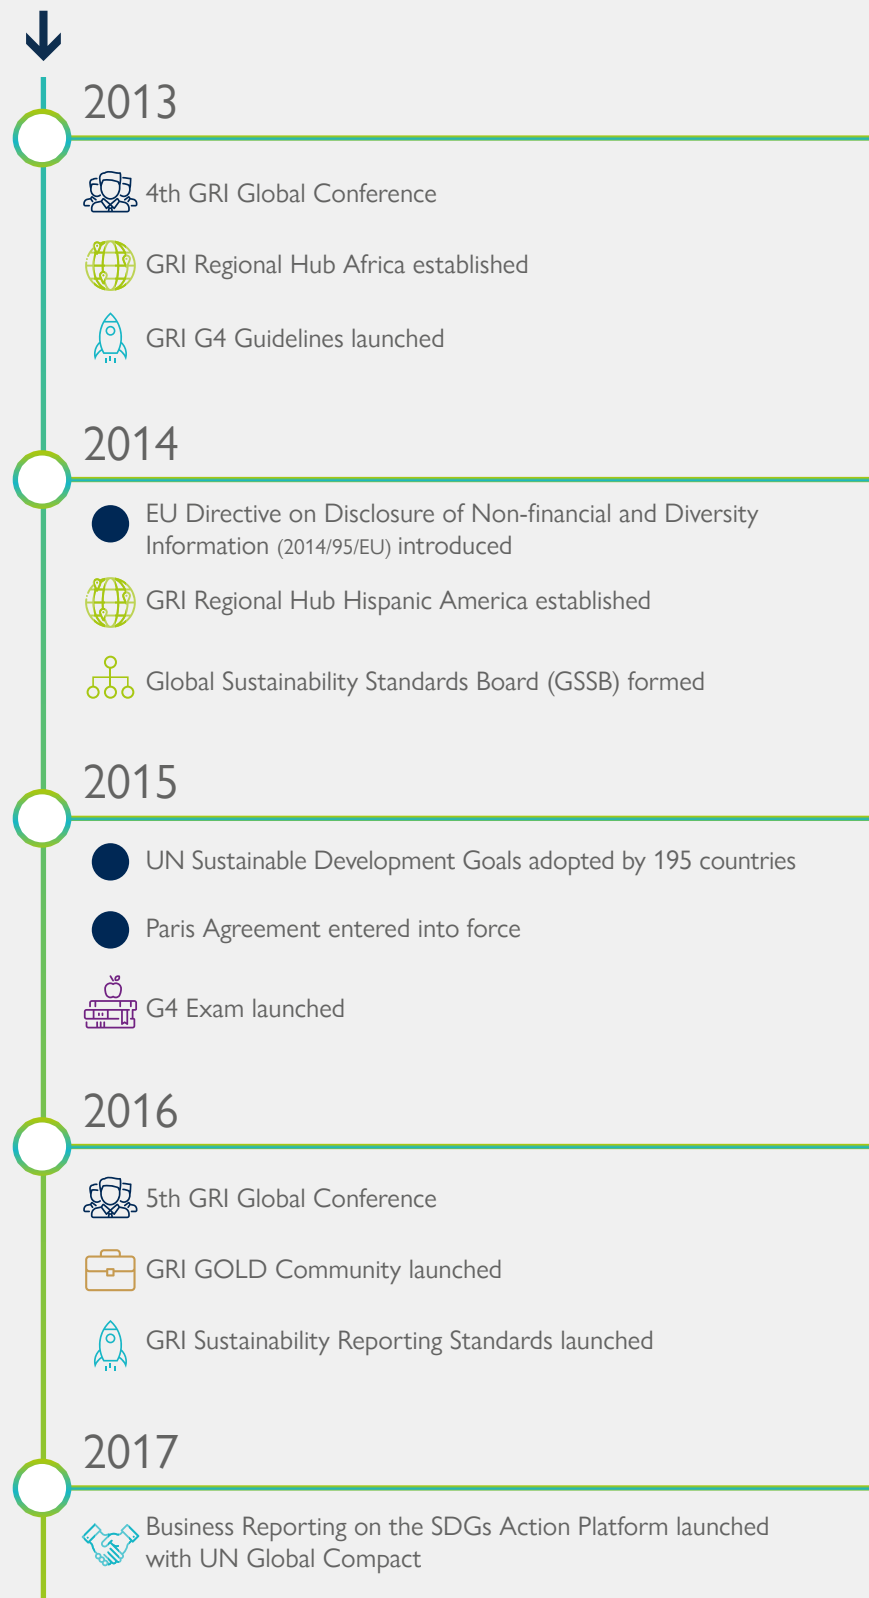 2013
4th GRI Global Conference
GRI Regional Hub Africa established
GRI G4 Guidelines launched
2014
EU Directive on Disclosure of Non-financial and Diversity
Information (2014/95/EU) introduced
GRI Regional Hub Hispanic America established
Global Sustainability Standards Board (GSSB) formed
2015
UN Sustainable Development Goals adopted by 195 countries
Paris Agreement entered into force
G4 Exam launched
2016
5th GRI Global Conference
GRI GOLD Community launched
GRI Sustainability Reporting Standards launched
2017
Business Reporting on the SDGs Action Platform launched
with UN Global Compact